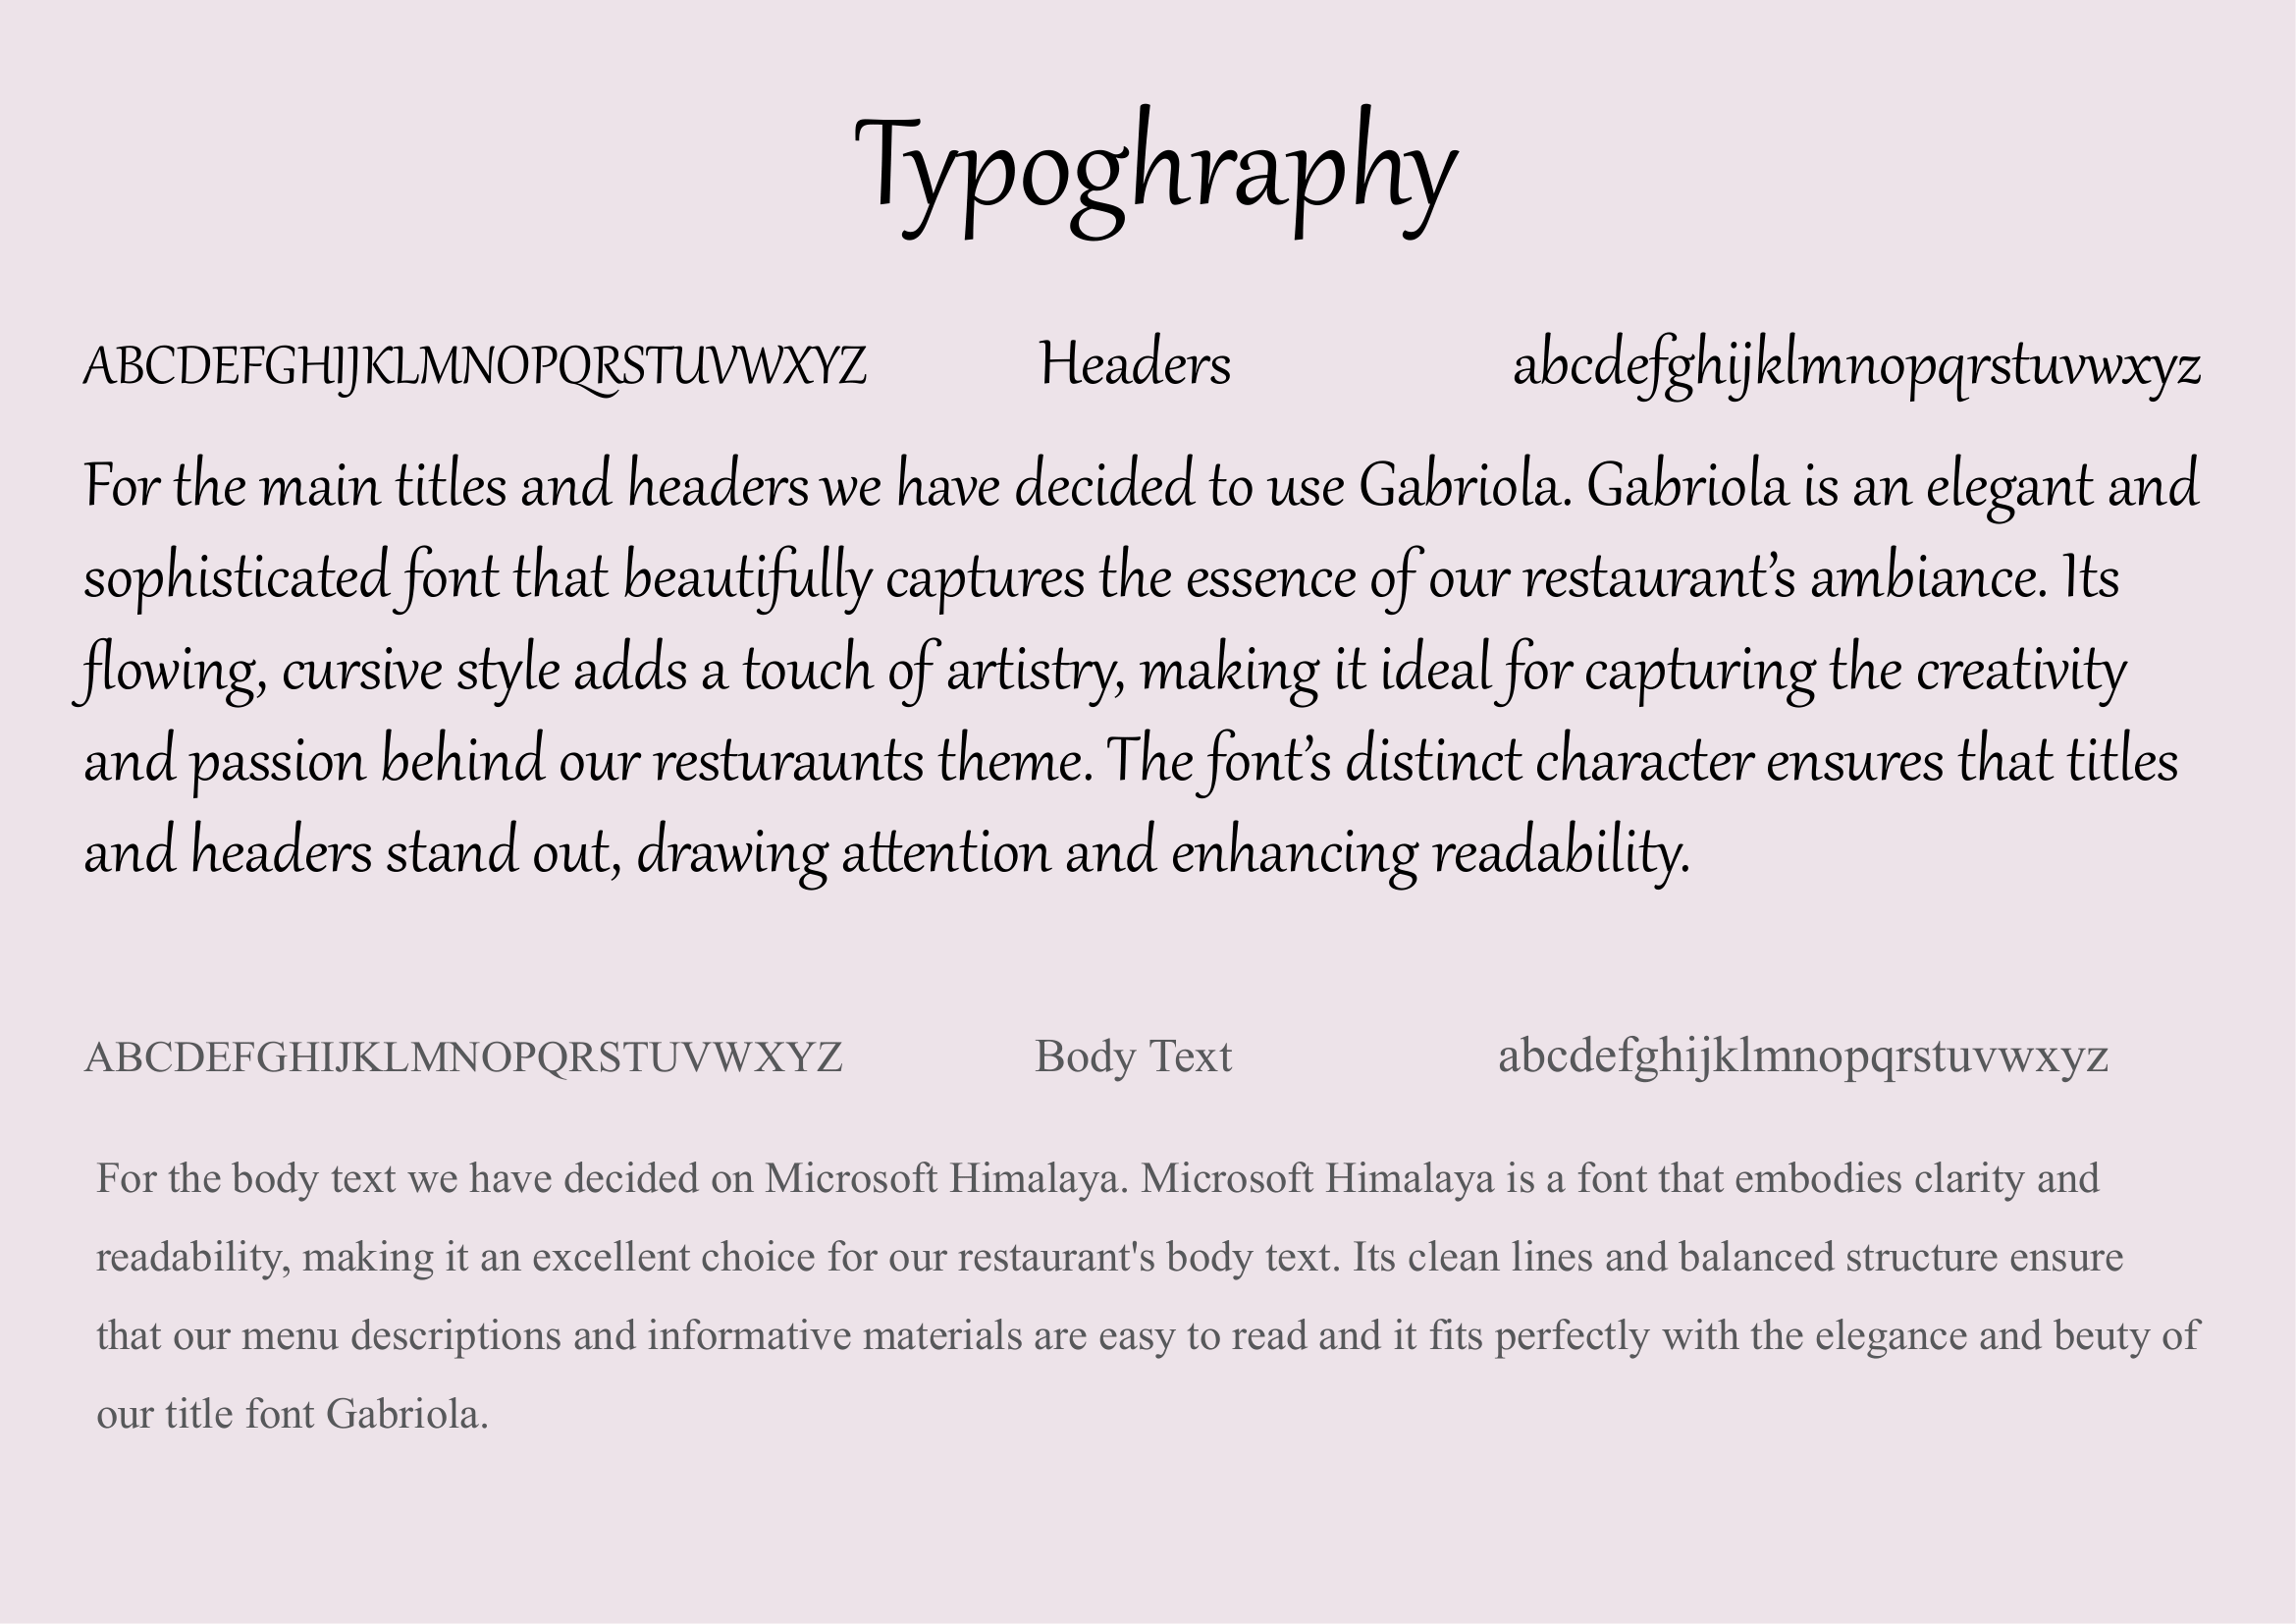 Typoghraphy
ABCDEFGHIJKLMNOPQRSTUVWXYZ Headers abcdefghijklmnopqrstuvwxyz
For the main titles and headers we have decided to use Gabriola. Gabriola is an elegant and
sophisticated font that beautifully captures the essence of our restaurant’s ambiance. Its
flowing, cursive style adds a touch of artistry, making it ideal for capturing the creativity
and passion behind our resturaunts theme. The font’s distinct character ensures that titles
and headers stand out, drawing attention and enhancing readability.
ABCDEFGHIJKLMNOPQRSTUVWXYZ Body Text abcdefghijklmnopqrstuvwxyz
For the body text we have decided on Microsoft Himalaya. Microsoft Himalaya is a font that embodies clarity and
readability, making it an excellent choice for our restaurant's body text. Its clean lines and balanced structure ensure
that our menu descriptions and informative materials are easy to read and it fits perfectly with the elegance and beuty of
our title font Gabriola.